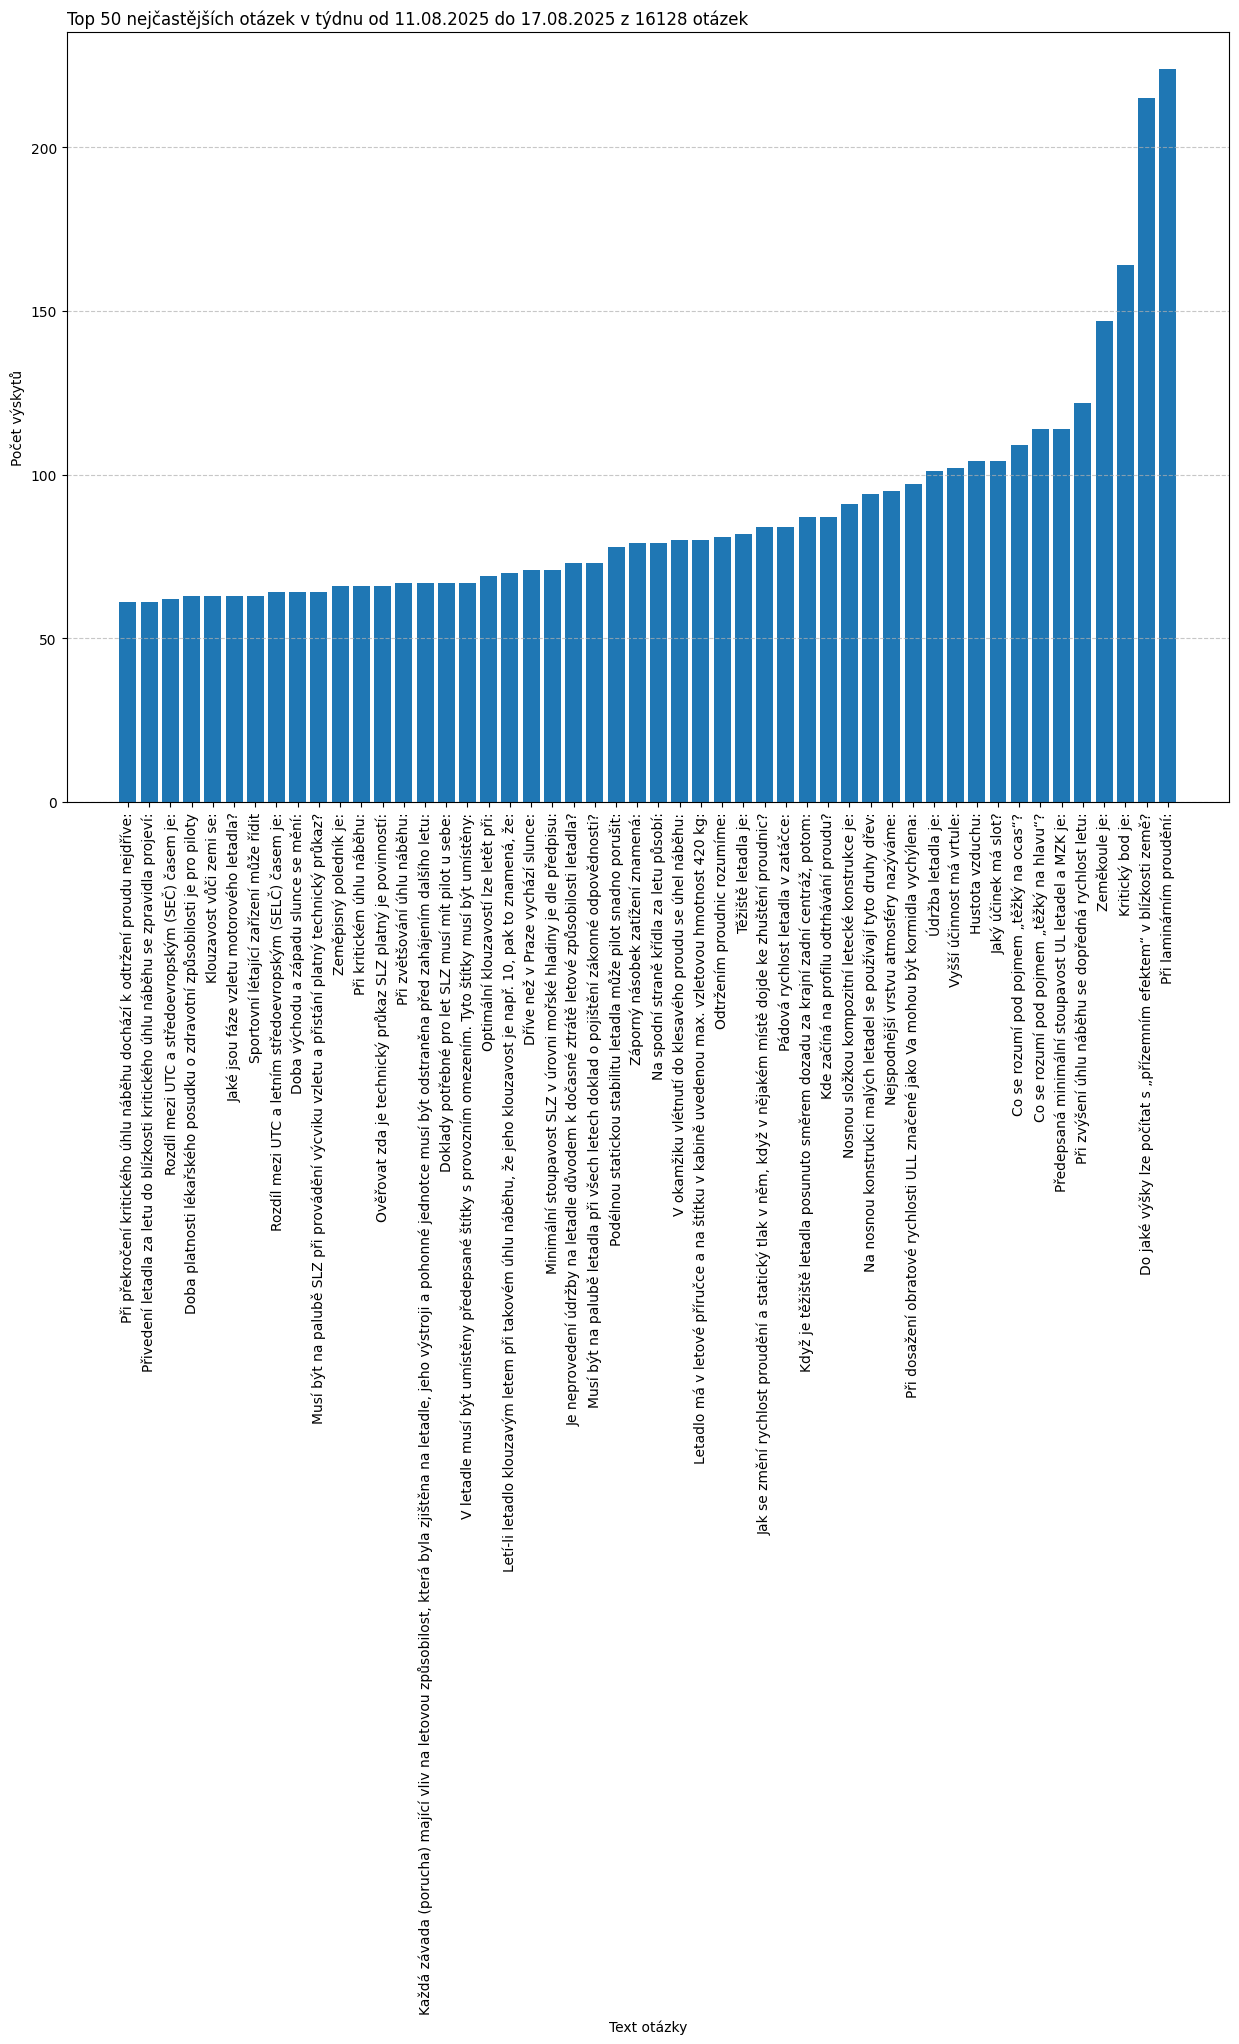 Top 50 nejčastějších otázek v týdnu od 11.08.2025 do 17.08.2025 z 16128 otázek
Počet výskytů
200
150
100
50
0
Při překročení kritického úhlu náběhu dochází k odtržení proudu nejdříve:
Přivedení letadla za letu do blízkosti kritického úhlu náběhu se zpravidla projeví:
Rozdíl mezi UTC a středoevropským (SEČ) časem je:
Doba platnosti lékařského posudku o zdravotní způsobilosti je pro piloty
Klouzavost vůči zemi se:
Jaké jsou fáze vzletu motorového letadla?
Sportovní létající zařízení může řídit
Rozdíl mezi UTC a letním středoevropským (SELČ) časem je:
Doba východu a západu slunce se mění:
Musí být na palubě SLZ při provádění výcviku vzletu a přistání platný technický průkaz?
Zeměpisný poledník je:
Při kritickém úhlu náběhu:
Ověřovat zda je technický průkaz SLZ platný je povinností:
Při zvětšování úhlu náběhu:
Každá závada (porucha) mající vliv na letovou způsobilost, která byla zjištěna na letadle, jeho výstroji a pohonné jednotce musí být odstraněna před zahájením dalšího letu:
Doklady potřebné pro let SLZ musí mít pilot u sebe:
V letadle musí být umístěny předepsané štítky s provozním omezením. Tyto štítky musí být umístěny:
Optimální klouzavostí lze letět při:
Letí-li letadlo klouzavým letem při takovém úhlu náběhu, že jeho klouzavost je např. 10, pak to znamená, že:
Dříve než v Praze vychází slunce:
Minimální stoupavost SLZ v úrovni mořské hladiny je dle předpisu:
Je neprovedení údržby na letadle důvodem k dočasné ztrátě letové způsobilosti letadla?
Musí být na palubě letadla při všech letech doklad o pojištění zákonné odpovědnosti?
Podélnou statickou stabilitu letadla může pilot snadno porušit:
Záporný násobek zatížení znamená:
Na spodní straně křídla za letu působí:
V okamžiku vlétnutí do klesavého proudu se úhel náběhu:
Letadlo má v letové příručce a na štítku v kabině uvedenou max. vzletovou hmotnost 420 kg:
Odtržením proudnic rozumíme:
Těžiště letadla je:
Jak se změní rychlost proudění a statický tlak v něm, když v nějakém místě dojde ke zhuštění proudnic?
Pádová rychlost letadla v zatáčce:
Když je těžiště letadla posunuto směrem dozadu za krajní zadní centráž, potom:
Kde začíná na profilu odtrhávání proudu?
Nosnou složkou kompozitní letecké konstrukce je:
Na nosnou konstrukci malých letadel se používají tyto druhy dřev:
Nejspodnější vrstvu atmosféry nazýváme:
Při dosažení obratové rychlosti ULL značené jako Va mohou být kormidla vychýlena:
Údržba letadla je:
Vyšší účinnost má vrtule:
Hustota vzduchu:
Jaký účinek má slot?
Co se rozumí pod pojmem „těžký na ocas“?
Co se rozumí pod pojmem „těžký na hlavu“?
Předepsaná minimální stoupavost UL letadel a MZK je:
Při zvýšení úhlu náběhu se dopředná rychlost letu:
Zeměkoule je:
Kritický bod je:
Do jaké výšky lze počítat s „přízemním efektem“ v blízkosti země?
Při laminárním proudění:
Text otázky